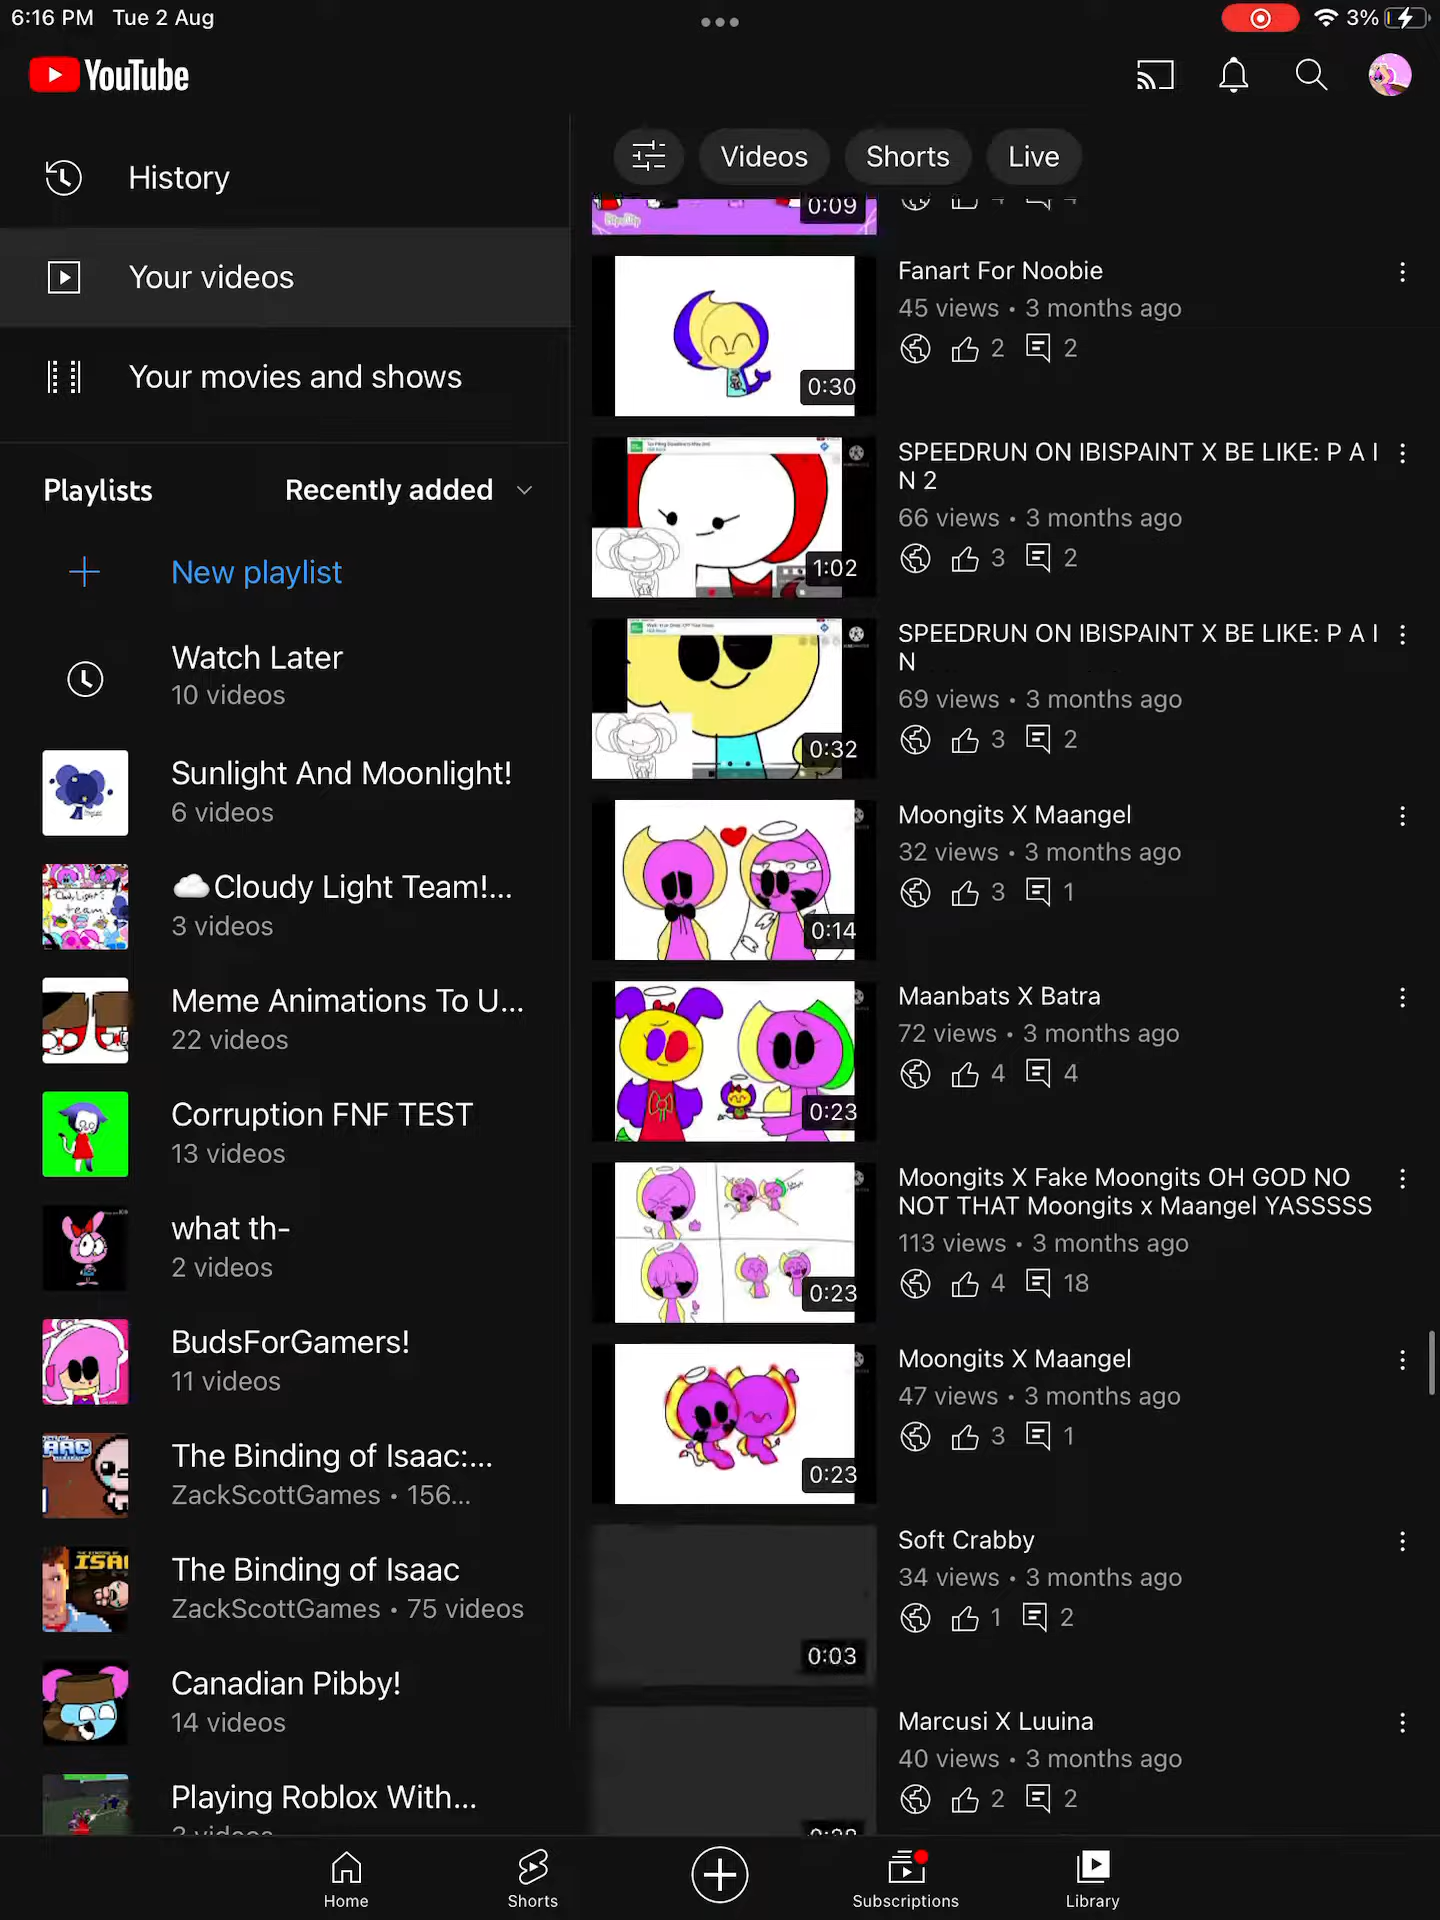 6:16 PM Tue 2 Aug
3%
YouTube
History
Your videos
Your movies and shows
Playlists
Recently added
New playlist
Watch Later
10 videos
Sunlight And Moonlight!
6 videos
☁️Cloudy Light Team!...
3 videos
Meme Animations To U...
22 videos
Corruption FNF TEST
13 videos
what th-
2 videos
BudsForGamers!
11 videos
The Binding of Isaac:...
ZackScottGames • 156...
The Binding of Isaac
ZackScottGames • 75 videos
Canadian Pibby!
14 videos
Playing Roblox With...
Videos
Shorts
Live
0:09
Fanart For Noobie
45 views • 3 months ago
2 2
0:30
SPEEDRUN ON IBISPAINT X BE LIKE: P A I
N 2
66 views • 3 months ago
3 2
1:02
SPEEDRUN ON IBISPAINT X BE LIKE: P A I
N
69 views • 3 months ago
3 2
0:32
Moongits X Maangel
32 views • 3 months ago
3 1
0:14
Maanbats X Batra
72 views • 3 months ago
4 4
0:23
Moongits X Fake Moongits OH GOD NO
NOT THAT Moongits x Maangel YASSSSS
113 views • 3 months ago
4 18
0:23
Moongits X Maangel
47 views • 3 months ago
3 1
0:23
Soft Crabby
34 views • 3 months ago
1 2
0:03
Marcusi X Luuina
40 views • 3 months ago
2 2
Home
Shorts
Subscriptions
Library